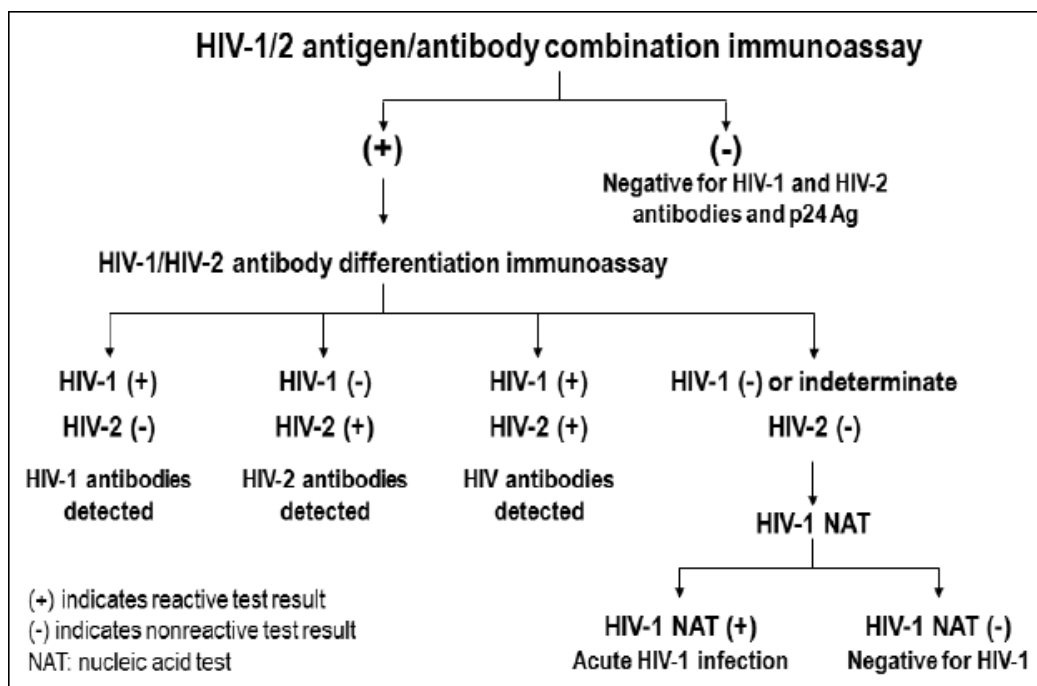 HIV-1/2 antigen/antibody combination immunoassay
(+)
(-)
Negative for HIV-1 and HIV-2
antibodies and p24 Ag
HIV-1/HIV-2 antibody differentiation immunoassay
HIV-1 (+)
HIV-2 (-)
HIV-1 antibodies
detected
HIV-1 (-)
HIV-2 (+)
HIV-2 antibodies
detected
HIV-1 (+)
HIV-2 (+)
HIV antibodies
detected
HIV-1 (-) or indeterminate
HIV-2 (-)
HIV-1 NAT
HIV-1 NAT (+)
Acute HIV-1 infection
HIV-1 NAT (-)
Negative for HIV-1
(+) indicates reactive test result
(-) indicates nonreactive test result
NAT: nucleic acid test